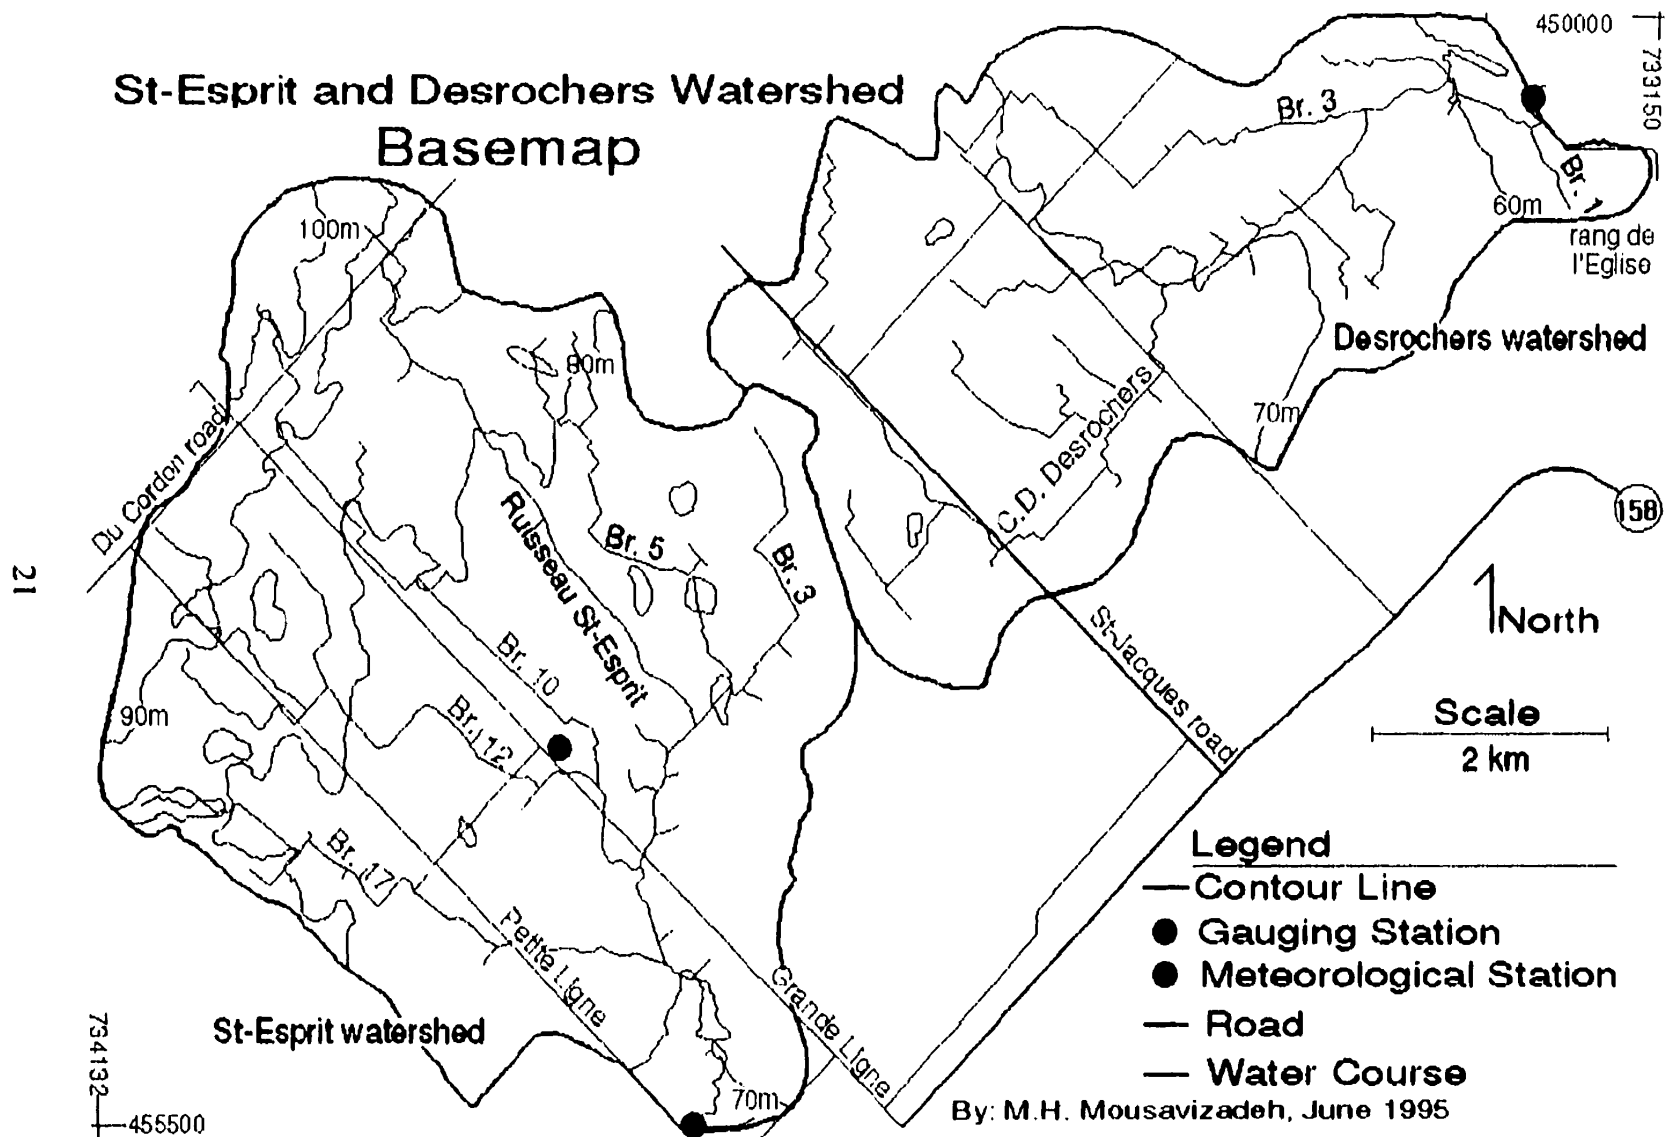 St-Esprit and Desrochers Watershed
Basemap
450000
733150
Br. 3
Br. 1
60m
rang de
l'Eglise
100m
80m
Desrochers watershed
70m
Du Cordon road
C.D. Desrochers
158
Ruisseau St-Esprit
Br. 5
Br. 3
21
North
St-Jacques road
Br. 10
90m
Br. 12
Scale
2 km
Br. 17
Legend
Contour Line
Gauging Station
Meteorological Station
Road
Water Course
Petite Ligne
Grande Ligne
St-Esprit watershed
70m
734132
455500
By: M.H. Mousavizadeh, June 1995